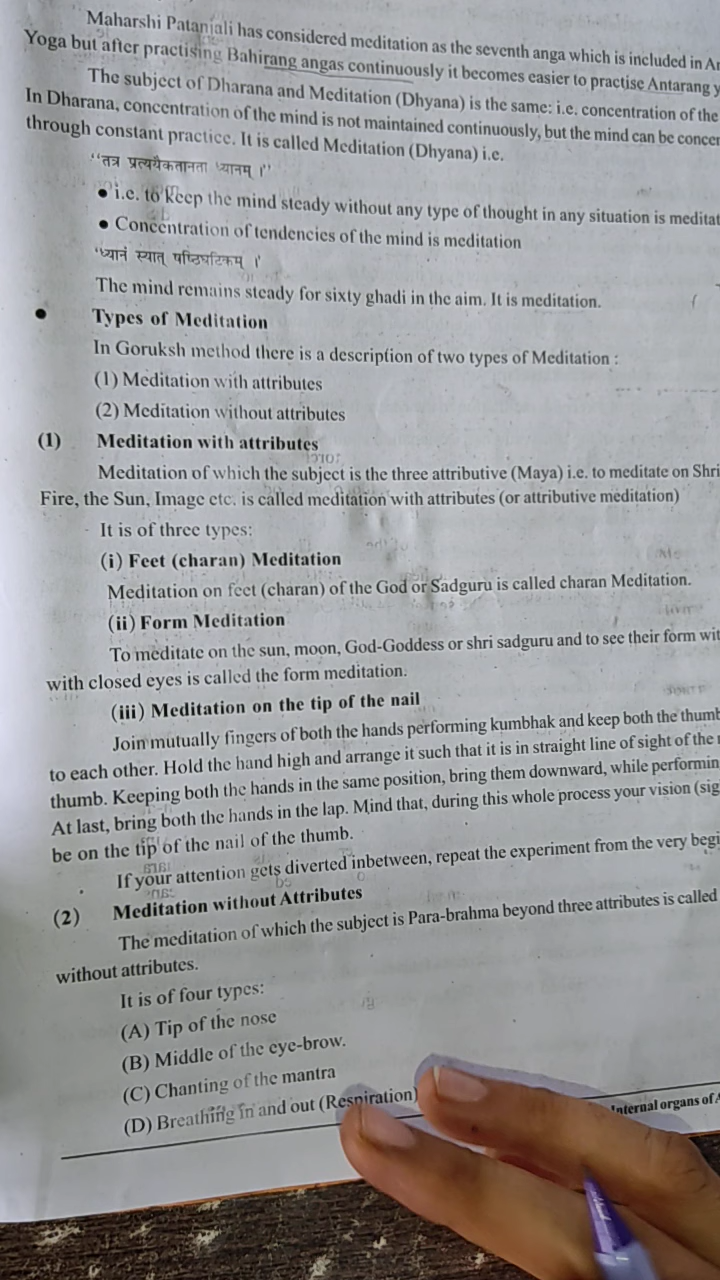 Maharshi Patanjali has considered meditation as the seventh anga which is included in
Yoga but after practising Bahirang angas continuously it becomes easier to practise Antarang
The subject of Dharana and Meditation (Dhyana) is the same: i.e. concentration of the
In Dharana, concentration of the mind is not maintained continuously, but the mind can be
through constant practice. It is called Meditation (Dhyana) i.e.
"तत्र प्रत्ययैकतानता ध्यानम् ।"
• i.e. to keep the mind steady without any type of thought in any situation is
• Concentration of tendencies of the mind is meditation
'ध्यानं स्यात् षष्ठिघटिकम् ।'
The mind remains steady for sixty ghadi in the aim. It is meditation.
• Types of Meditation
In Goruksh method there is a description of two types of Meditation :
(1) Meditation with attributes
(2) Meditation without attributes
(1) Meditation with attributes
Meditation of which the subject is the three attributive (Maya) i.e. to meditate on Shri
Fire, the Sun, Image etc. is called meditation with attributes (or attributive meditation)
It is of three types:
(i) Feet (charan) Meditation
Meditation on feet (charan) of the God or Sadguru is called charan Meditation.
(ii) Form Meditation
To meditate on the sun, moon, God-Goddess or shri sadguru and to see their form
with closed eyes is called the form meditation.
(iii) Meditation on the tip of the nail
Join mutually fingers of both the hands performing kumbhak and keep both the
to each other. Hold the hand high and arrange it such that it is in straight line of sight of the
thumb. Keeping both the hands in the same position, bring them downward, while
At last, bring both the hands in the lap. Mind that, during this whole process your vision
be on the tip of the nail of the thumb.
If your attention gets diverted inbetween, repeat the experiment from the very
(2) Meditation without Attributes
The meditation of which the subject is Para-brahma beyond three attributes is called
without attributes.
It is of four types:
(A) Tip of the nose
(B) Middle of the eye-brow.
(C) Chanting of the mantra
(D) Breathing in and out (Respiration)
Internal organs of